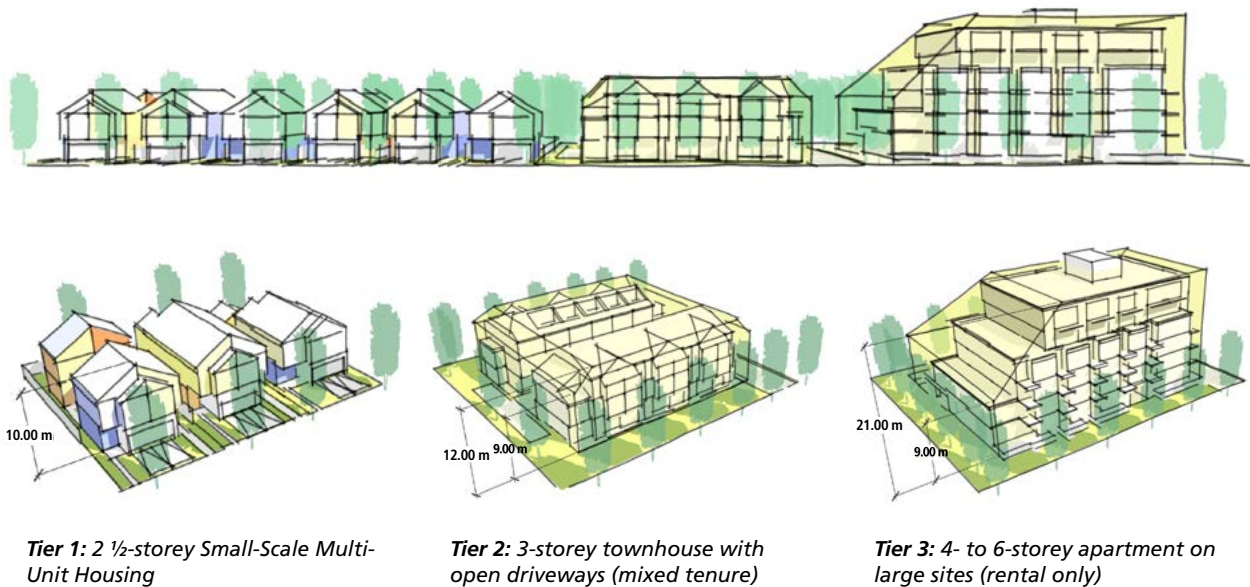 10.00 m
12.00 m
9.00 m
21.00 m
9.00 m
Tier 1: 2 ½-storey Small-Scale Multi-
Unit Housing
Tier 2: 3-storey townhouse with
open driveways (mixed tenure)
Tier 3: 4- to 6-storey apartment on
large sites (rental only)